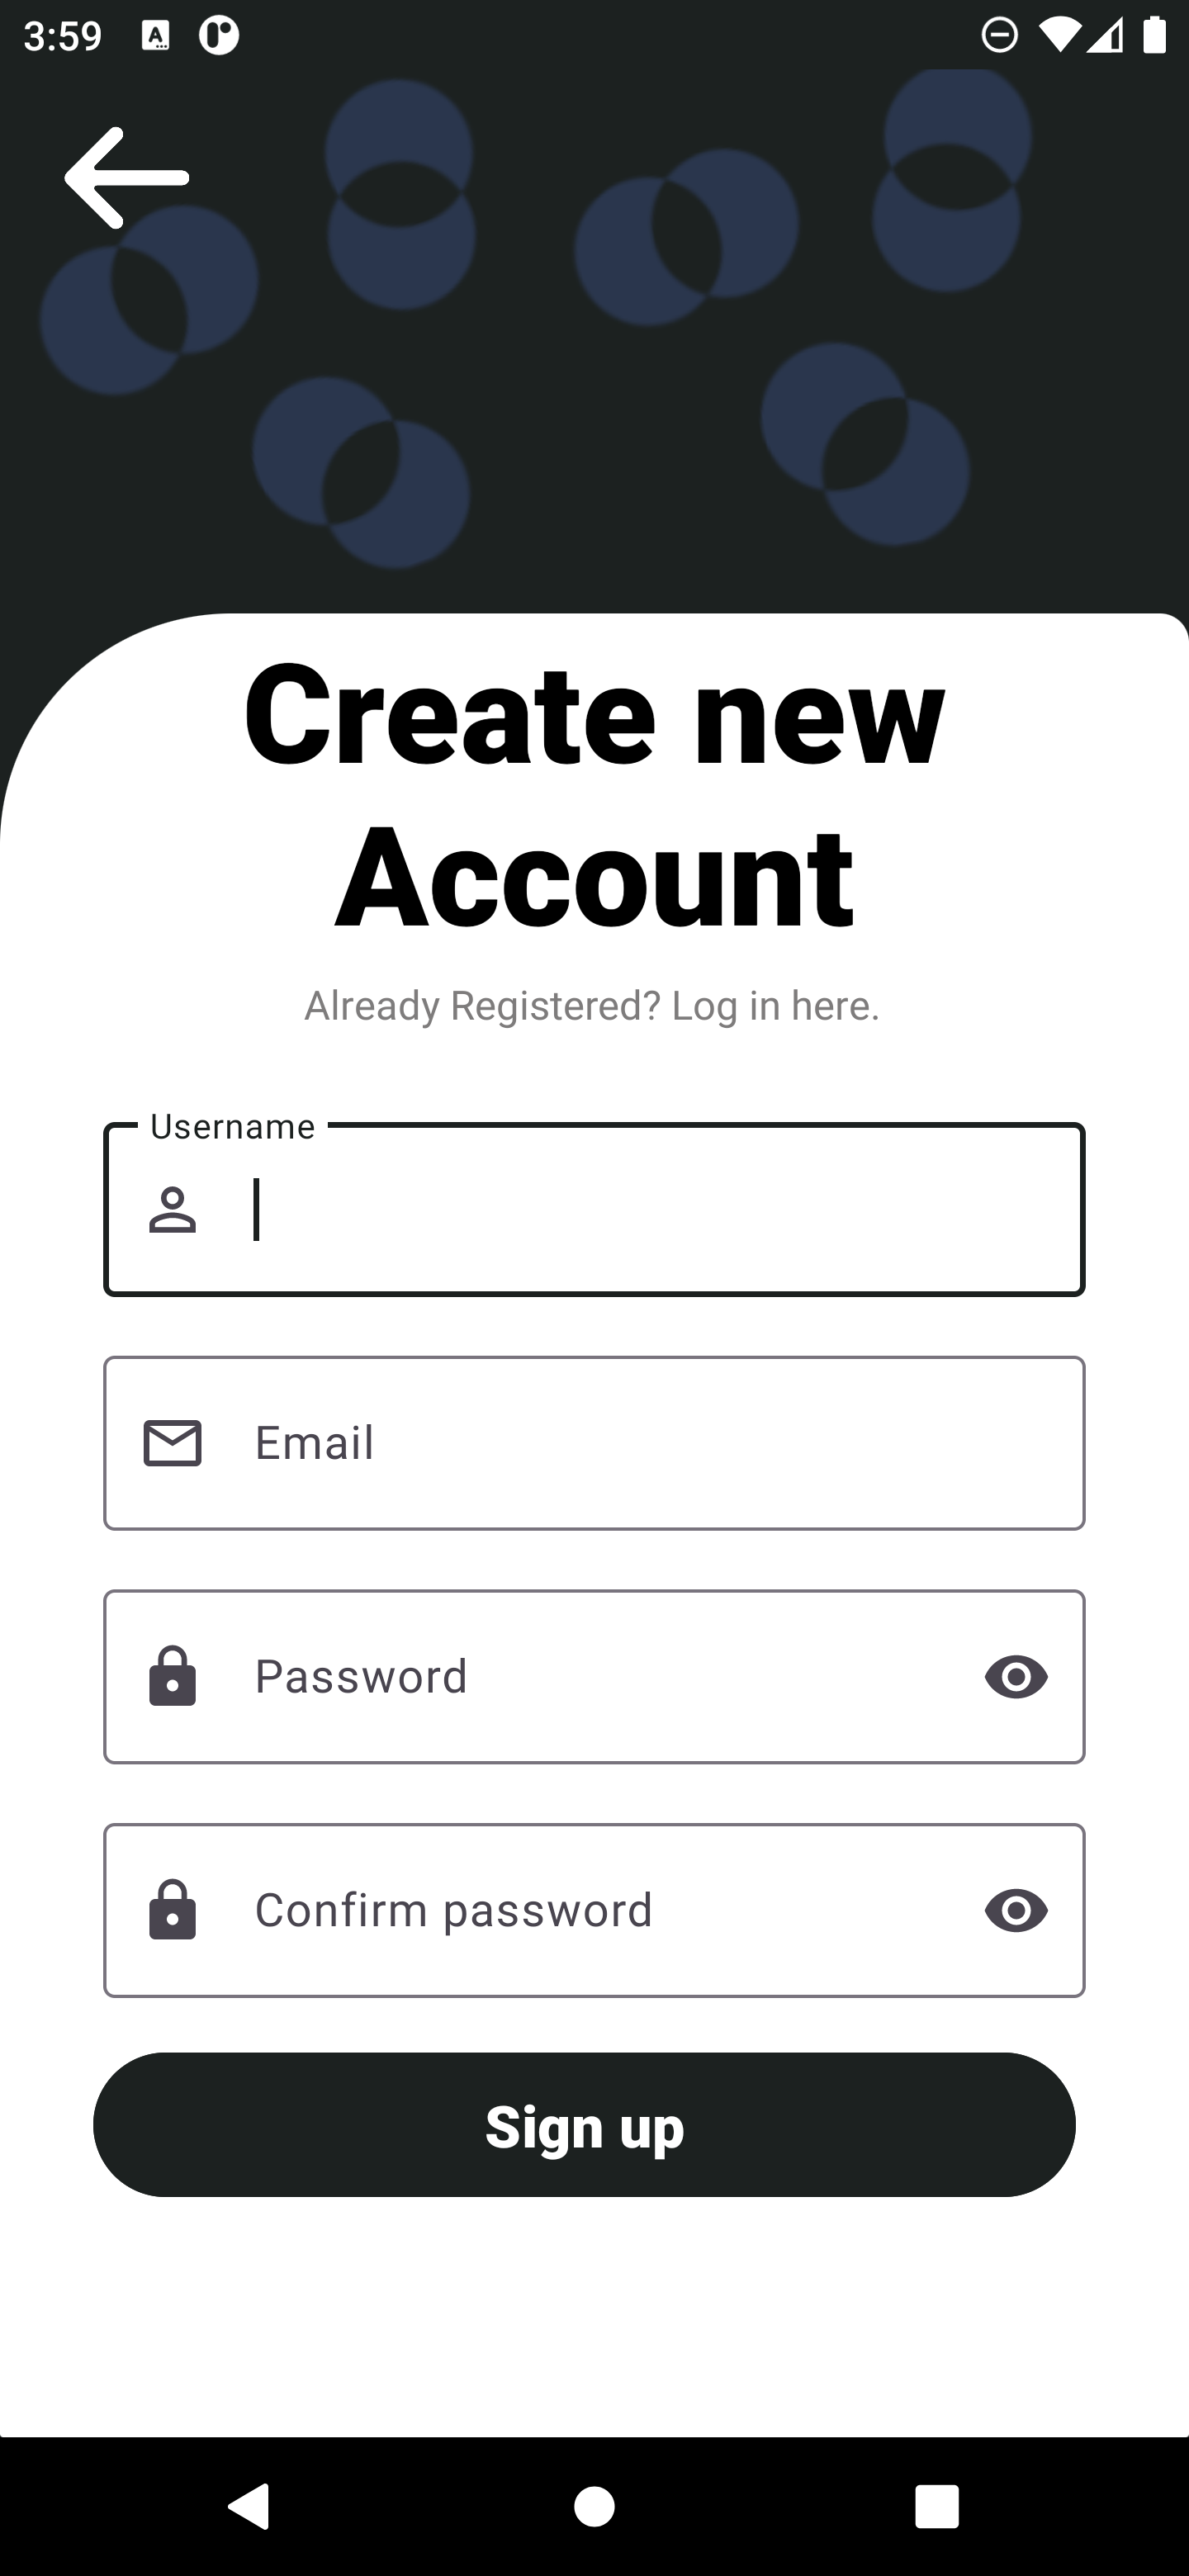 3:59
Create new
Account
Already Registered? Log in here.
Username
Email
Password
Confirm password
Sign up